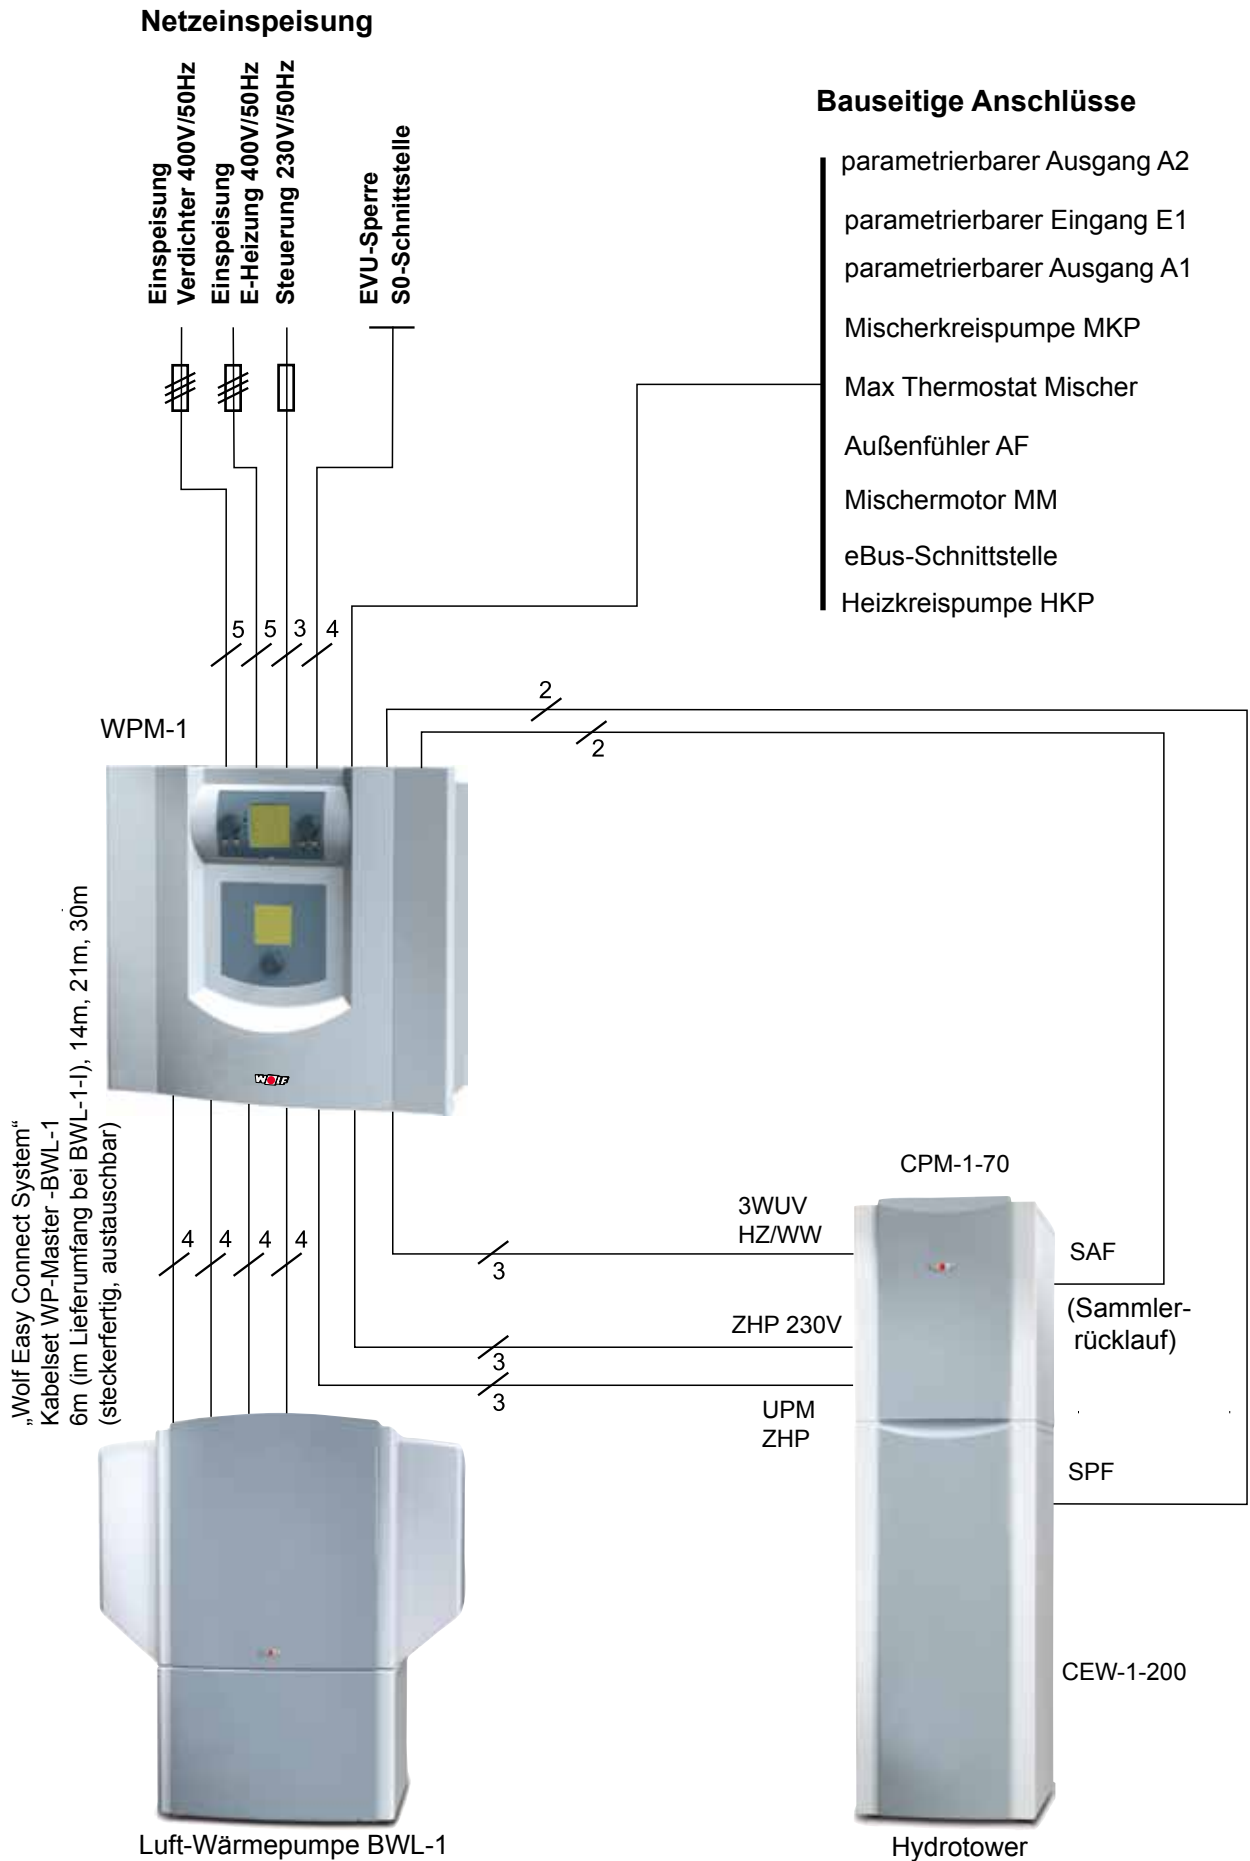 Netzeinspeisung
Einspeisung
Verdichter 400V/50Hz
Einspeisung
E-Heizung 400V/50Hz
Steuerung 230V/50Hz
EVU-Sperre
S0-Schnittstelle
Bauseitige Anschlüsse
parametrierbarer Ausgang A2
parametrierbarer Eingang E1
parametrierbarer Ausgang A1
Mischerkreispumpe MKP
Max Thermostat Mischer
Außenfühler AF
Mischermotor MM
eBus-Schnittstelle
Heizkreispumpe HKP
5 5 3 4
2
2
WPM-1
WOLF
„Wolf Easy Connect System“
Kabelset WP-Master -BWL-1
6m (im Lieferumfang bei BWL-1-I), 14m, 21m, 30m
(steckerfertig, austauschbar)
4 4 4 4
3WUV
HZ/WW
3
ZHP 230V
3
3
UPM
ZHP
CPM-1-70
SAF
(Sammler-
rücklauf)
SPF
CEW-1-200
Luft-Wärmepumpe BWL-1
Hydrotower